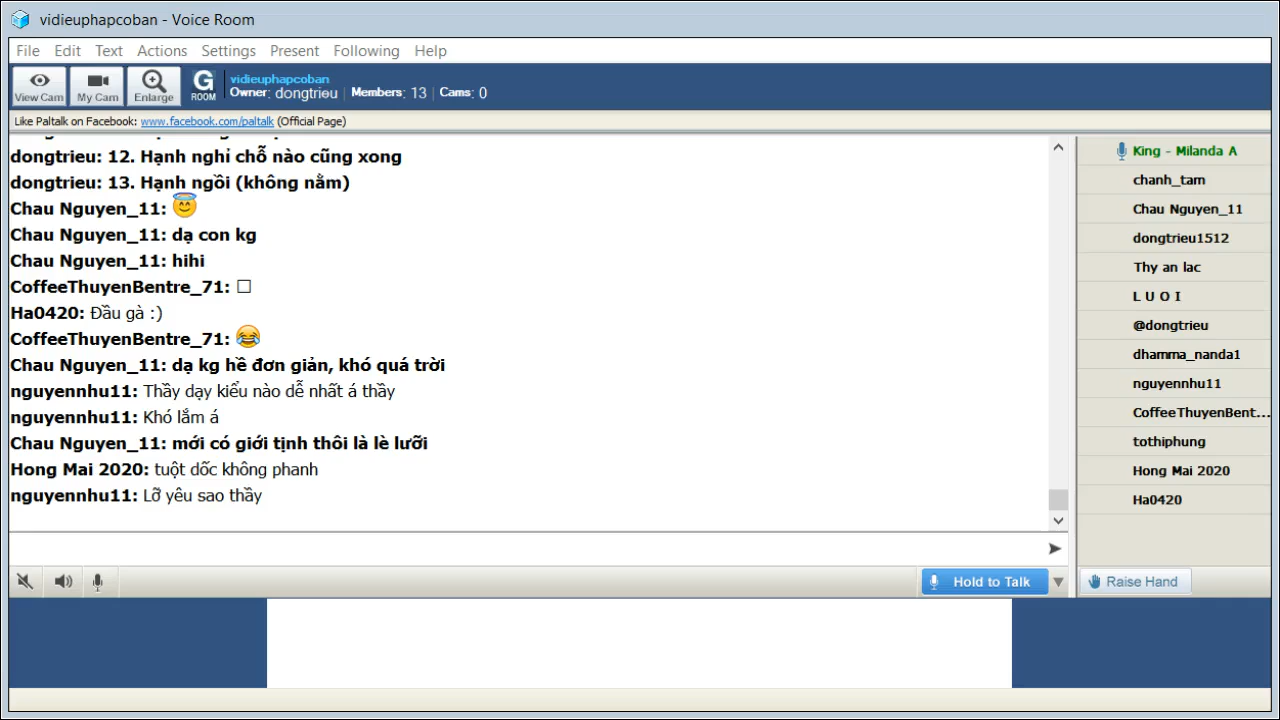 vidieuphapcoban - Voice Room
File Edit Text Actions Settings Present Following Help
View Cam My Cam Enlarge G ROOM
vidieuphapcoban
Owner: dongtrieu | Members: 13 | Cams: 0
Like Paltalk on Facebook: www.facebook.com/paltalk (Official Page)
dongtrieu: 12. Hạnh nghỉ chỗ nào cũng xong
dongtrieu: 13. Hạnh ngồi (không nằm)
Chau Nguyen_11: 😇
Chau Nguyen_11: dạ con kg
Chau Nguyen_11: hihi
CoffeeThuyenBentre_71: □
Ha0420: Đầu gà :)
CoffeeThuyenBentre_71: 😂
Chau Nguyen_11: dạ kg hề đơn giản, khó quá trời
nguyennhu11: Thầy dạy kiểu nào dễ nhất á thầy
nguyennhu11: Khó lắm á
Chau Nguyen_11: mới có giới tịnh thôi là lè lưỡi
Hong Mai 2020: tuột dốc không phanh
nguyennhu11: Lỡ yêu sao thầy
King - Milanda A
chanh_tam
Chau Nguyen_11
dongtrieu1512
Thy an lac
L U O I
@dongtrieu
dhamma_nanda1
nguyennhu11
CoffeeThuyenBent...
tothiphung
Hong Mai 2020
Ha0420
Hold to Talk
Raise Hand